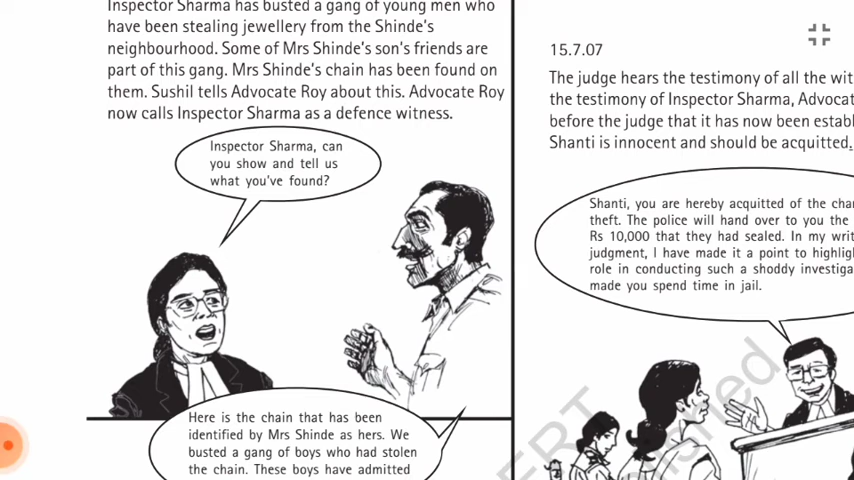 Inspector Sharma has busted a gang of young men who
have been stealing jewellery from the Shinde's
neighbourhood. Some of Mrs Shinde's son's friends are
part of this gang. Mrs Shinde's chain has been found on
them. Sushil tells Advocate Roy about this. Advocate Roy
now calls Inspector Sharma as a defence witness.
Inspector Sharma, can
you show and tell us
what you've found?
Here is the chain that has been
identified by Mrs Shinde as hers. We
busted a gang of boys who had stolen
the chain. These boys have admitted
15.7.07
The judge hears the testimony of all the
the testimony of Inspector Sharma,
before the judge that it has now been
Shanti is innocent and should be acquitted.
Shanti, you are hereby acquitted of the
theft. The police will hand over to you the
Rs 10,000 that they had sealed. In my
judgment, I have made it a point to
role in conducting such a shoddy
made you spend time in jail.